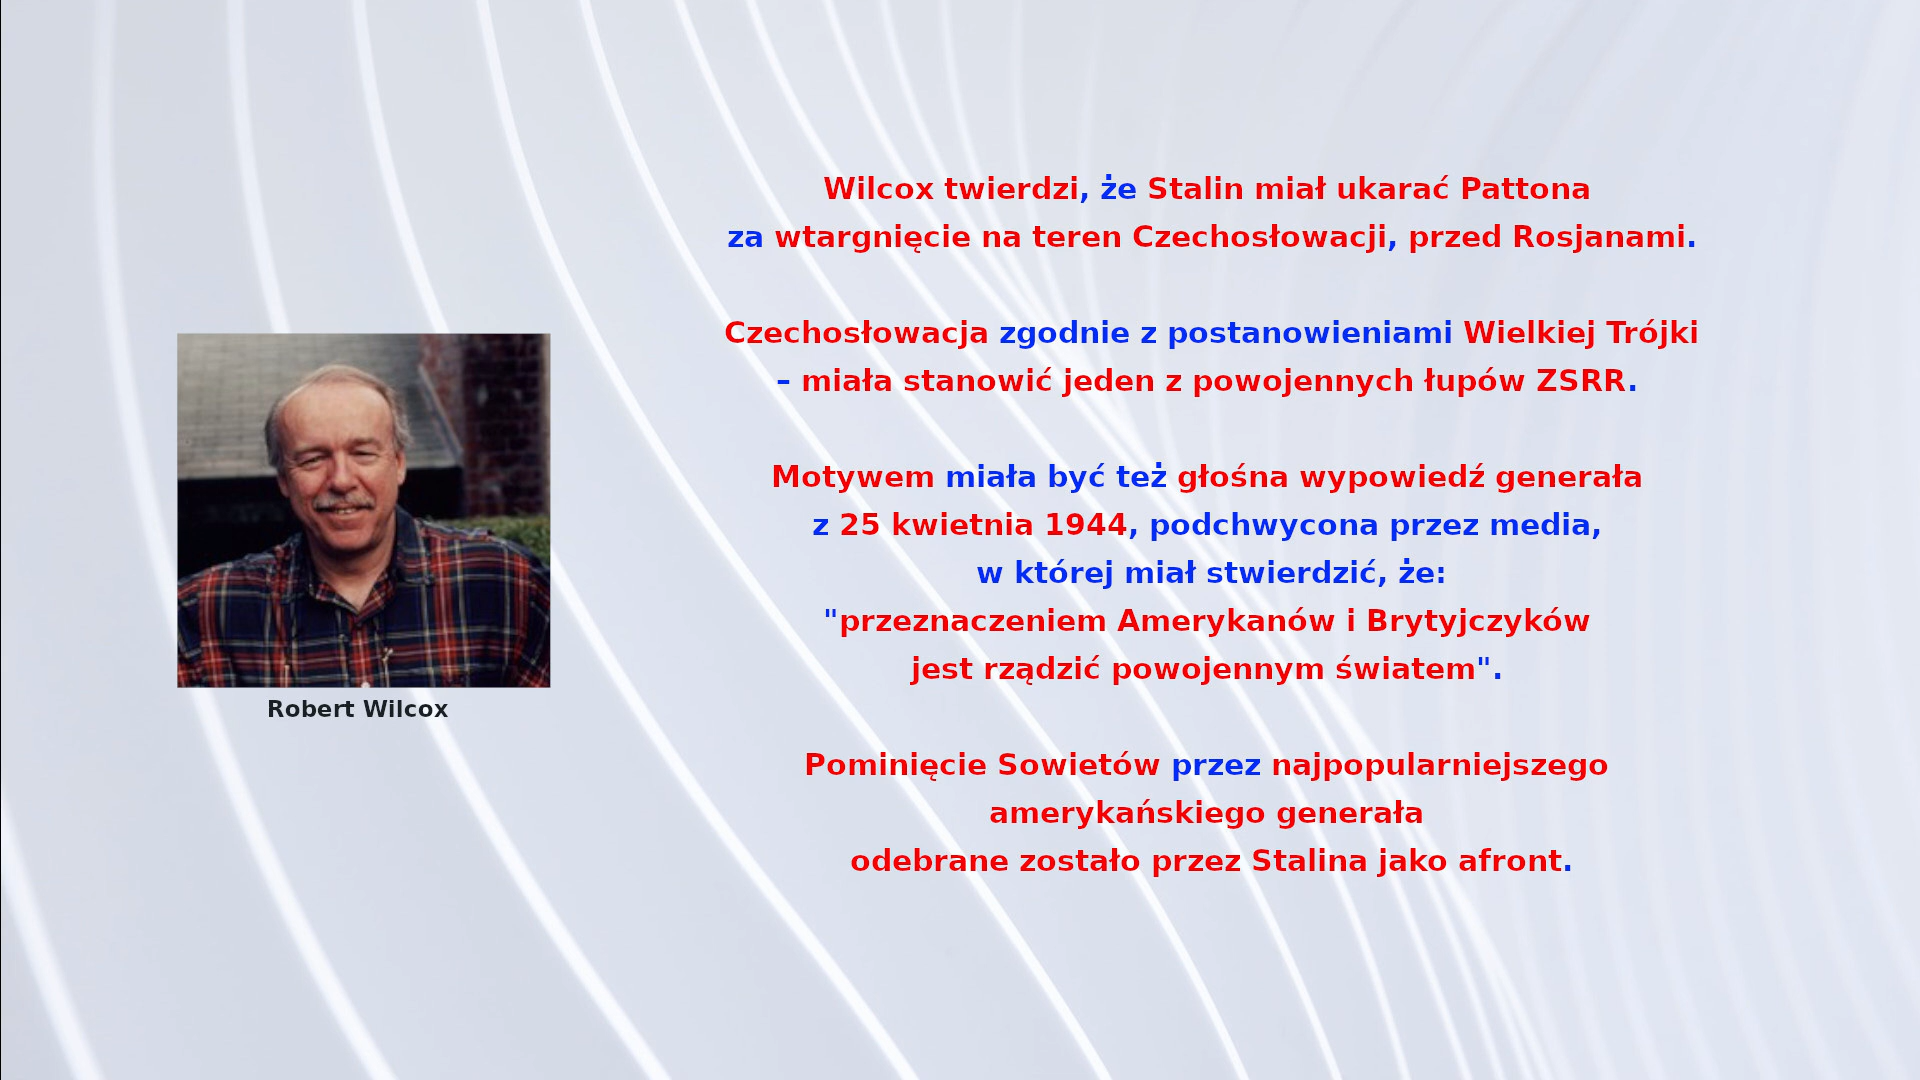 Wilcox twierdzi, że Stalin miał ukarać Pattona
za wtargnięcie na teren Czechosłowacji, przed Rosjanami.
Czechosłowacja zgodnie z postanowieniami Wielkiej Trójki
– miała stanowić jeden z powojennych łupów ZSRR.
Motywem miała być też głośna wypowiedź generała
z 25 kwietnia 1944, podchwycona przez media,
w której miał stwierdzić, że:
"przeznaczeniem Amerykanów i Brytyjczyków
jest rządzić powojennym światem".
Pominięcie Sowietów przez najpopularniejszego
amerykańskiego generała
odebrane zostało przez Stalina jako afront.
Robert Wilcox